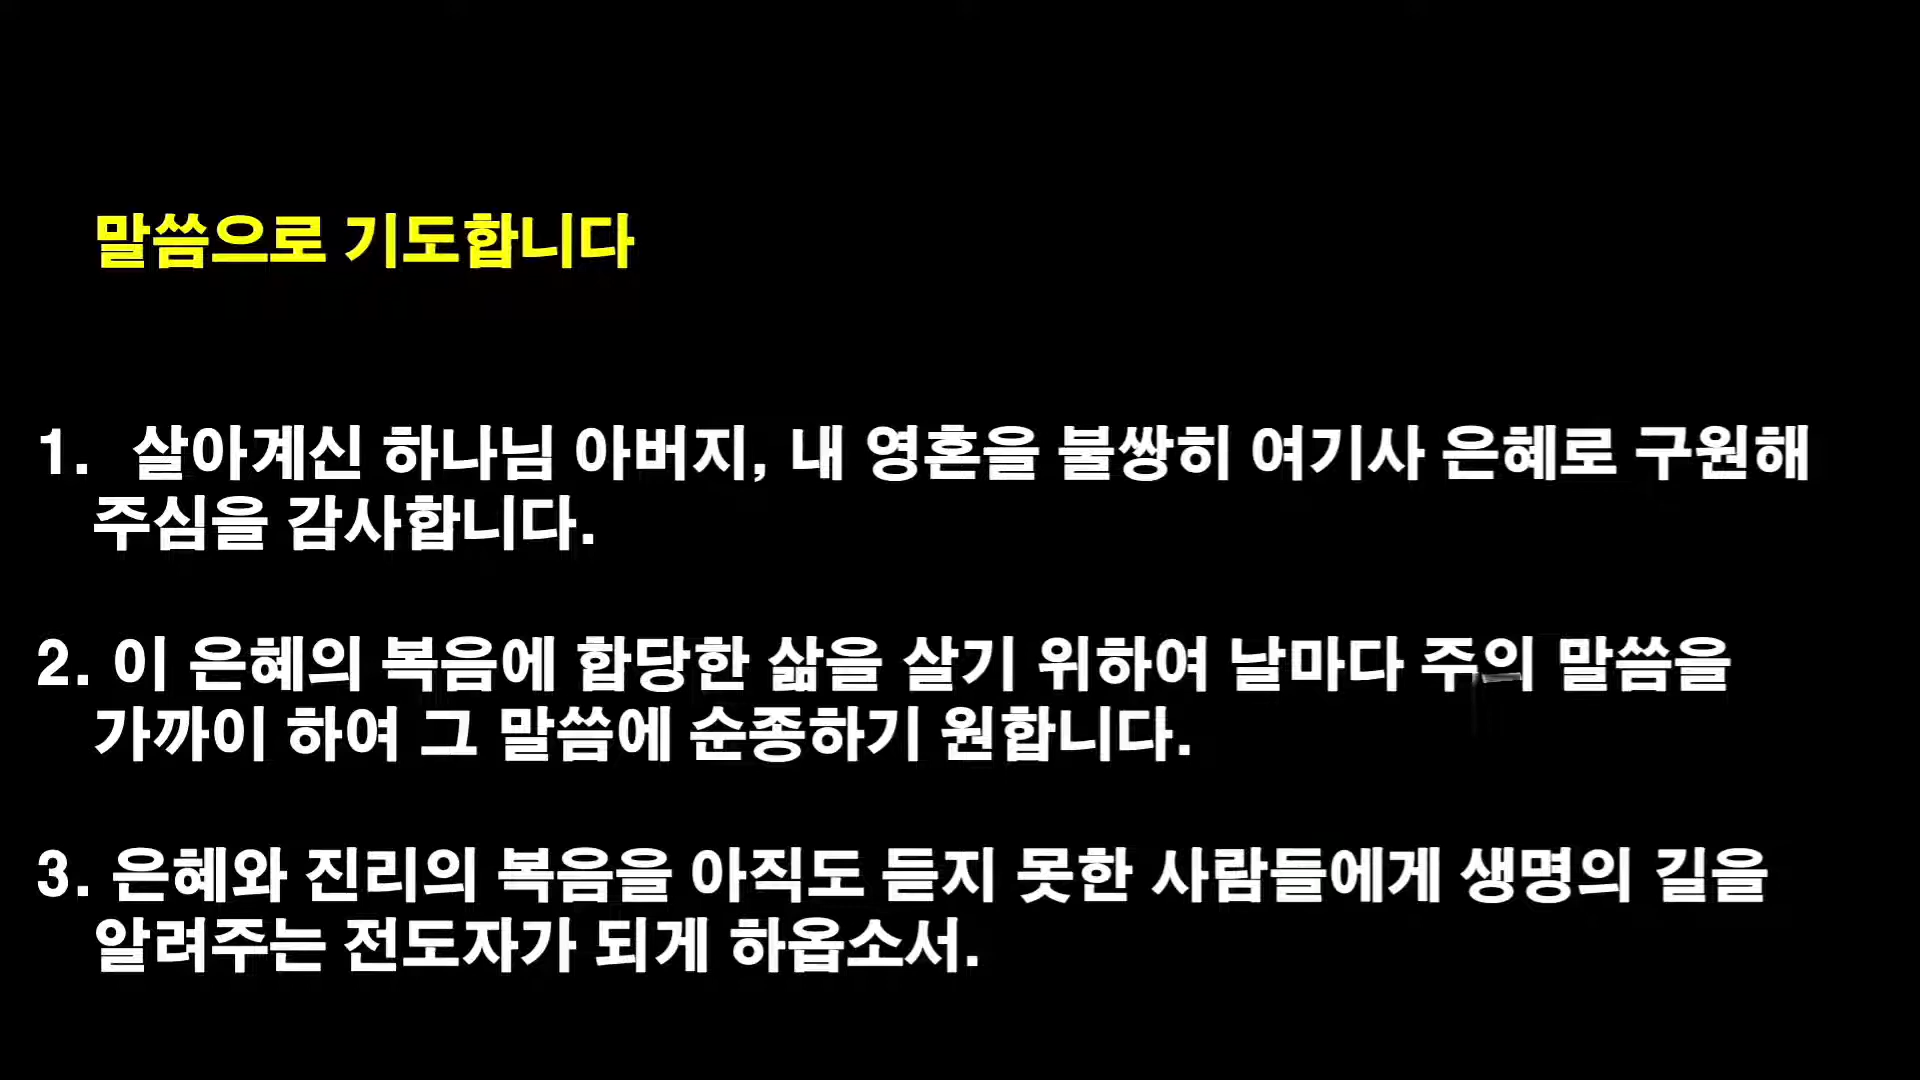 말씀으로 기도합니다
1. 살아계신 하나님 아버지, 내 영혼을 불쌍히 여기사 은혜로 구원해
주심을 감사합니다.
2. 이 은혜의 복음에 합당한 삶을 살기 위하여 날마다 주의 말씀을
가까이 하여 그 말씀에 순종하기 원합니다.
3. 은혜와 진리의 복음을 아직도 듣지 못한 사람들에게 생명의 길을
알려주는 전도자가 되게 하옵소서.